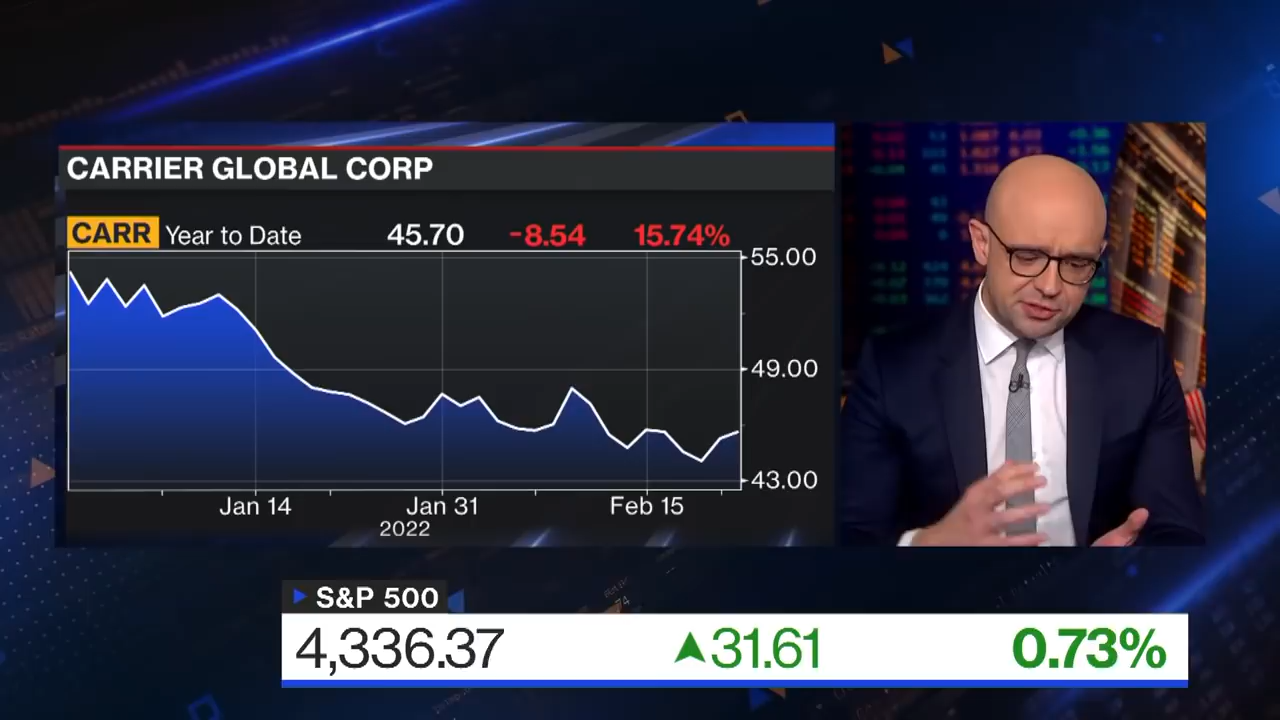 CARRIER GLOBAL CORP
CARR Year to Date 45.70 -8.54 15.74%
55.00
49.00
43.00
Jan 14 Jan 31 Feb 15
2022
S&P 500
4,336.37 ▲31.61 0.73%